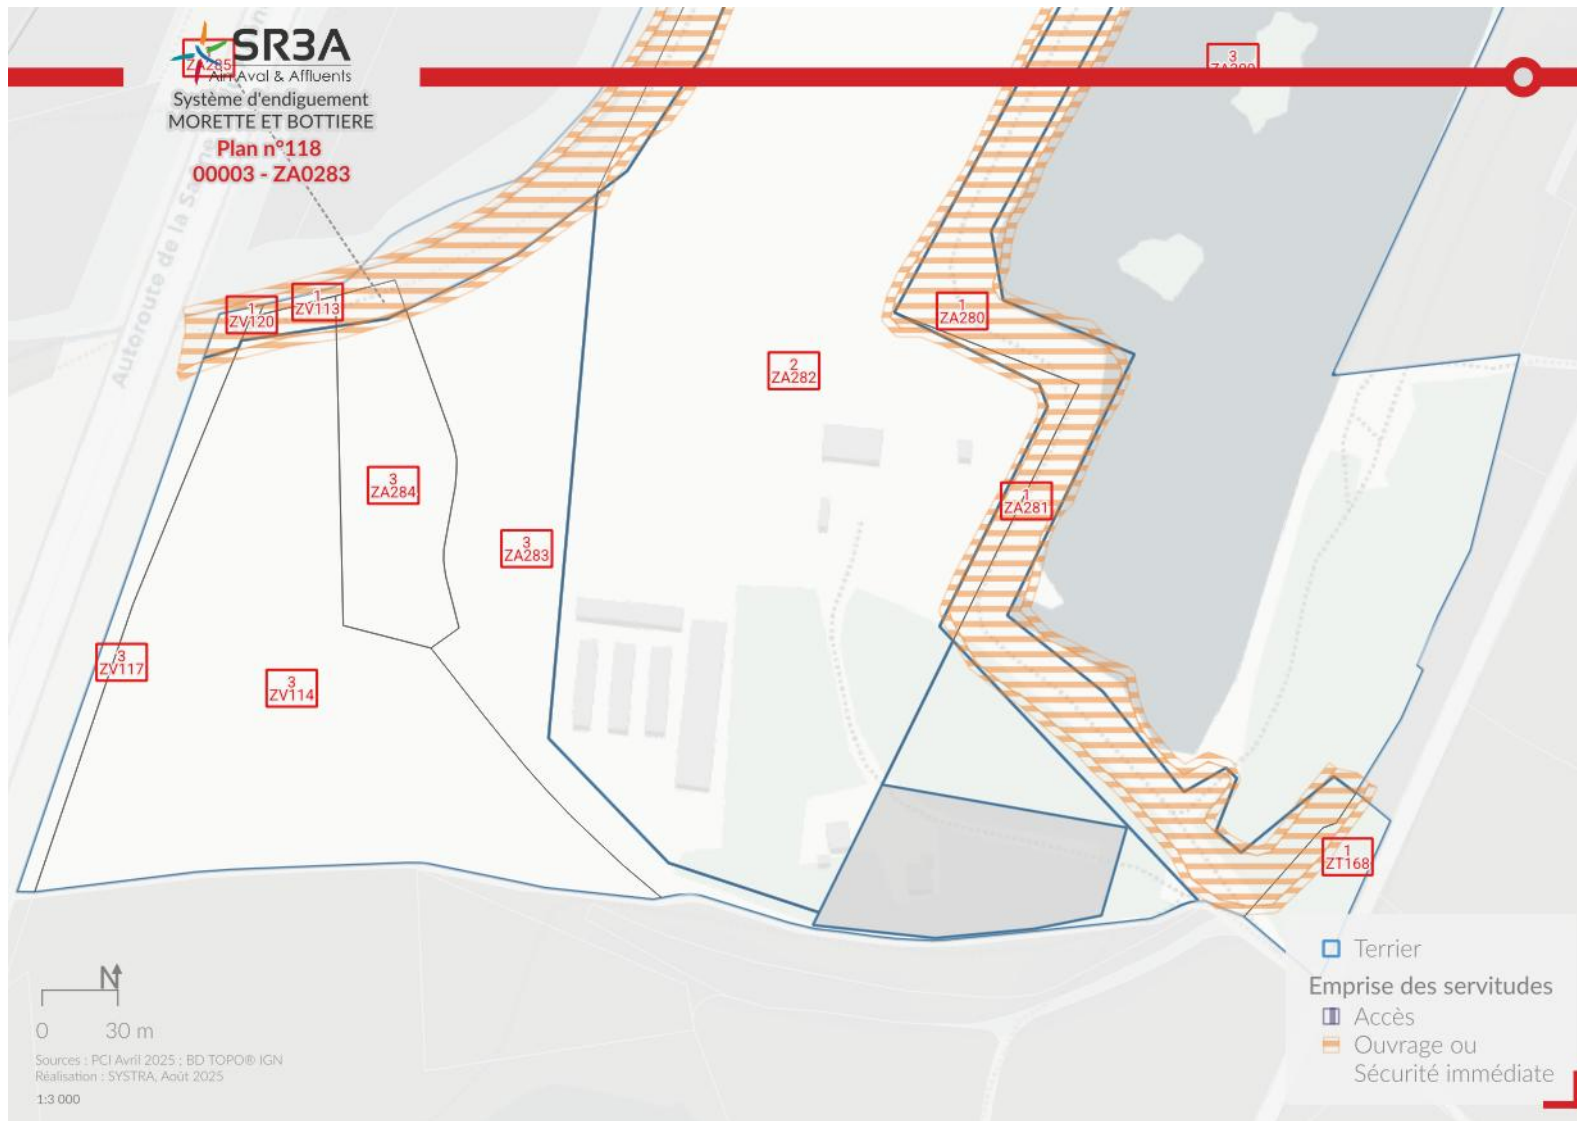 SR3A
Ain Aval & Affluents
ZA285
Système d'endiguement
MORETTE ET BOTTIERE
Plan n°118
00003 - ZA0283
3
ZA280
Autoroute de la
1
ZV120
1
ZV113
1
ZA280
2
ZA282
3
ZA284
1
ZA281
3
ZA283
3
ZV117
3
ZV114
1
ZT168
N
0 30 m
Sources : PCI Avril 2025 ; BD TOPO® IGN
Réalisation : SYSTRA, Août 2025
1:3 000
Terrier
Emprise des servitudes
Accès
Ouvrage ou
Sécurité immédiate